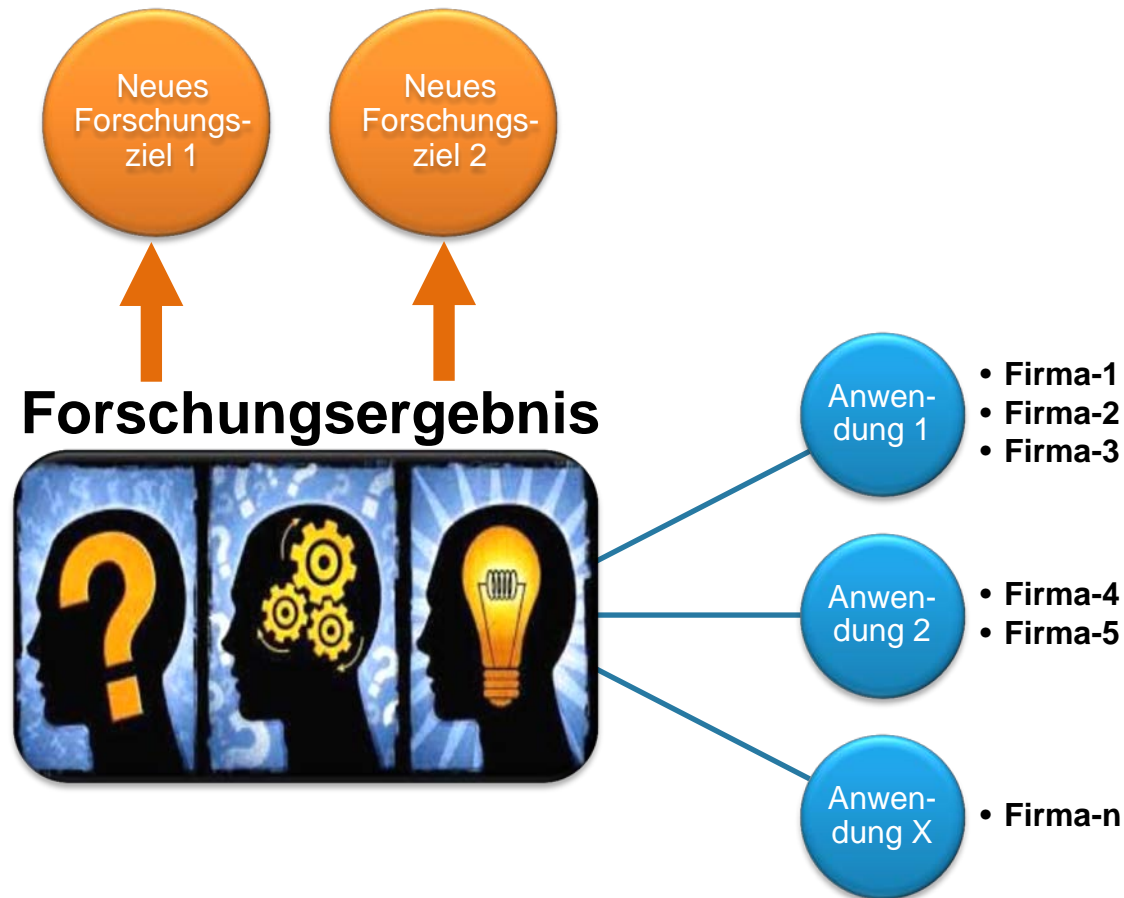 Neues
Forschungs-
ziel 1
Neues
Forschungs-
ziel 2
Forschungsergebnis
Anwen-
dung 1
• Firma-1
• Firma-2
• Firma-3
Anwen-
dung 2
• Firma-4
• Firma-5
Anwen-
dung X
• Firma-n